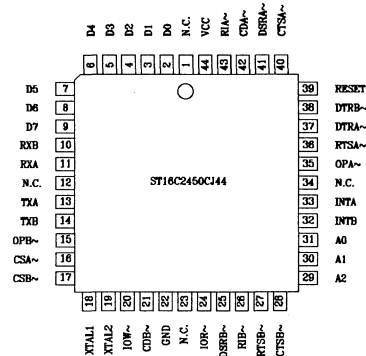 D4 D3 D2 D1 D0 N.C. VCC RIA~ CDA~ DSRA~ CTSA~
6 5 4 3 2 1 44 43 42 41 40
D5 7 39 RESET
D6 8 38 DTRB~
D7 9 37 DTRA~
RXB 10 36 RTSA~
RXA 11 35 OPA~
N.C. 12 34 N.C.
ST16C2450CJ44
TXA 13 33 INTA
TXB 14 32 INTB
OPB~ 15 31 A0
CSA~ 16 30 A1
CSB~ 17 29 A2
18 19 20 21 22 23 24 25 26 27 28
XTAL1 XTAL2 IOW~ CDB~ GND N.C. IOR~ DSRB~ RIB~ RTSB~ CTSB~